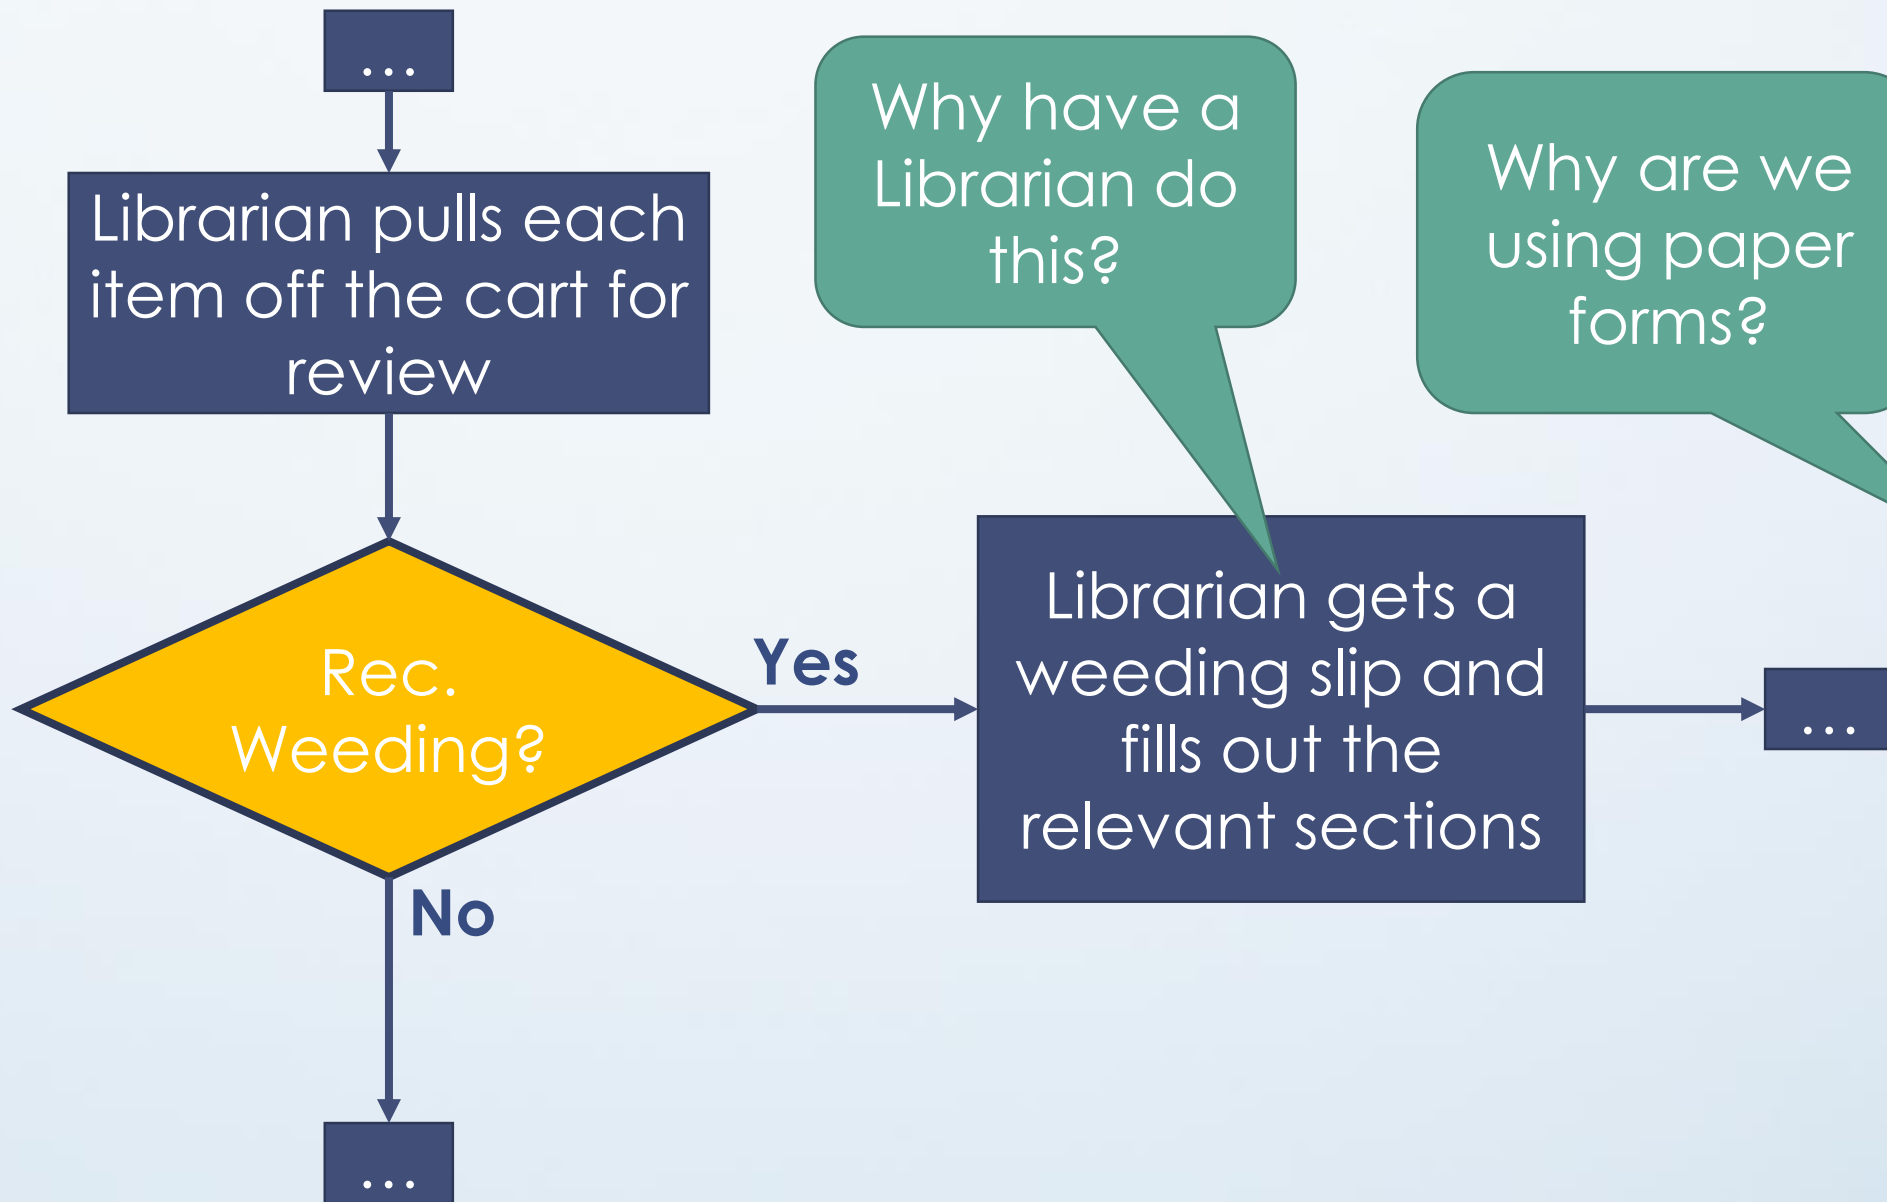 ...
Librarian pulls each
item off the cart for
review
Why have a
Librarian do
this?
Why are we
using paper
forms?
Rec.
Weeding?
Yes
Librarian gets a
weeding slip and
fills out the
relevant sections
...
No
...